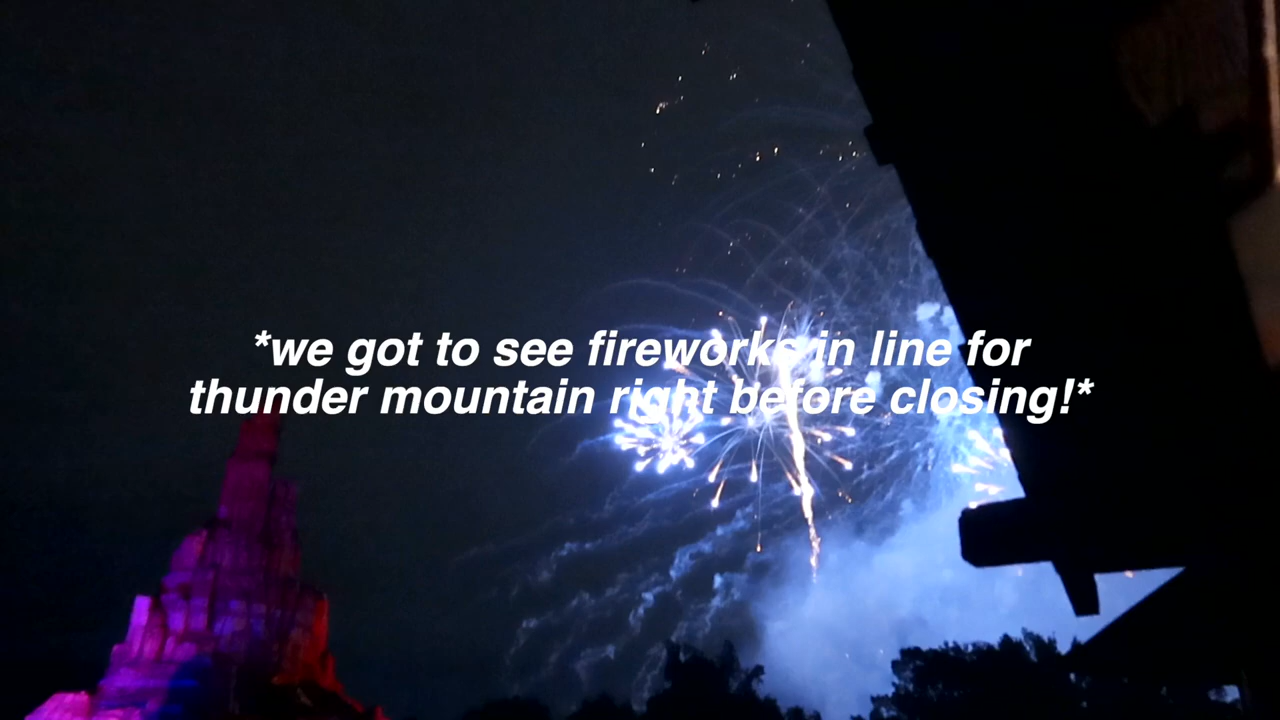 *we got to see fireworks in line for
thunder mountain right before closing!*